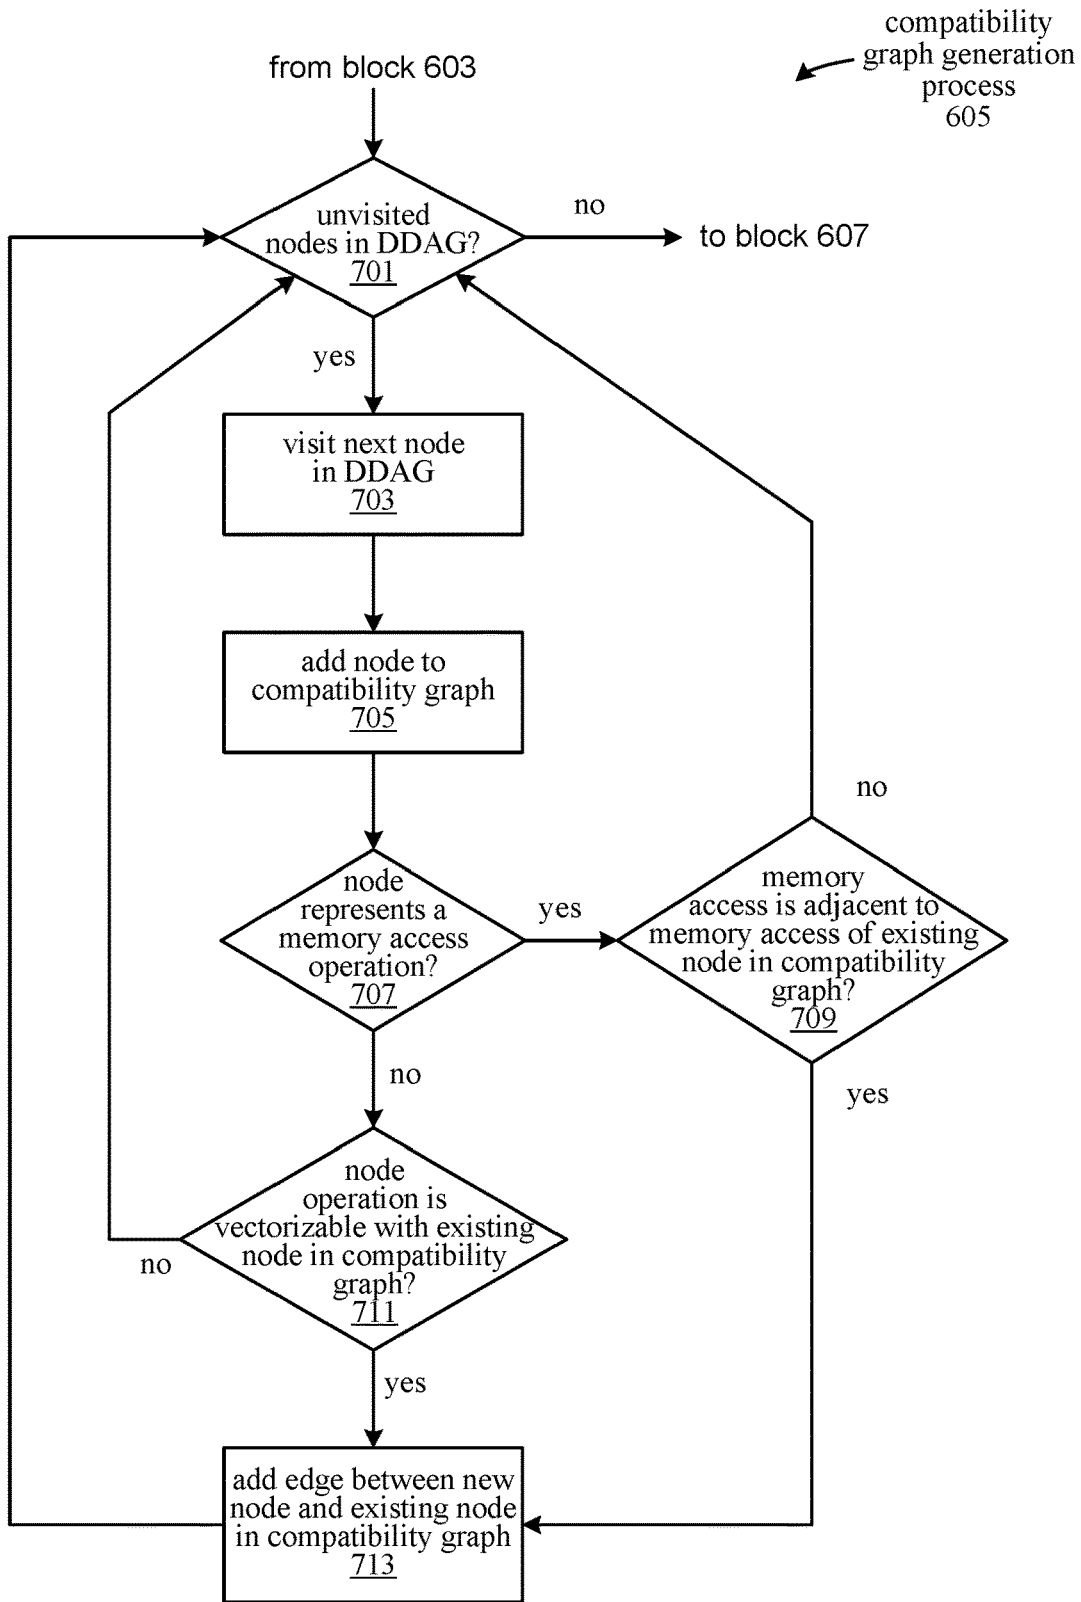 compatibility
graph generation
process
605
from block 603
unvisited
nodes in DDAG?
701
no
to block 607
yes
visit next node
in DDAG
703
add node to
compatibility graph
705
no
node
represents a
memory access
operation?
707
yes
memory
access is adjacent to
memory access of existing
node in compatibility
graph?
709
no
yes
node
operation is
vectorizable with existing
node in compatibility
graph?
711
no
yes
add edge between new
node and existing node
in compatibility graph
713